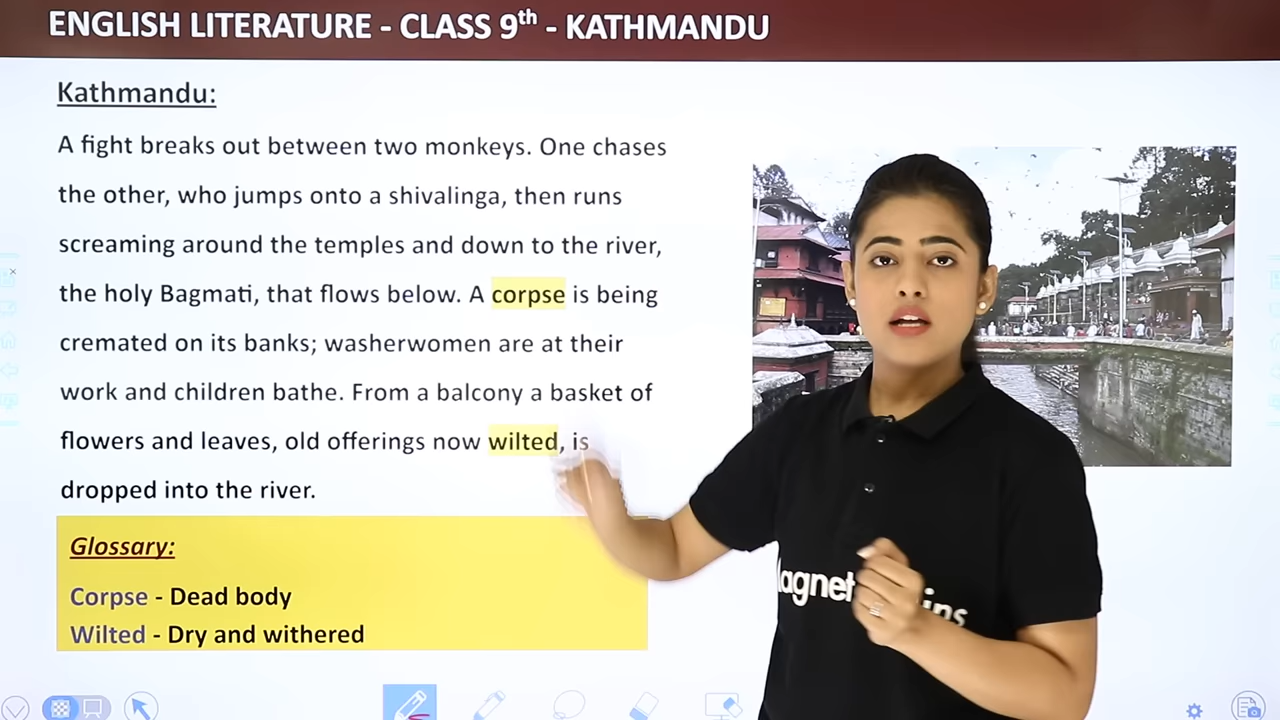 ENGLISH LITERATURE - CLASS 9th - KATHMANDU
Kathmandu:
A fight breaks out between two monkeys. One chases
the other, who jumps onto a shivalinga, then runs
screaming around the temples and down to the river,
the holy Bagmati, that flows below. A corpse is being
cremated on its banks; washerwomen are at their
work and children bathe. From a balcony a basket of
flowers and leaves, old offerings now wilted, is
dropped into the river.
Glossary:
Corpse - Dead body
Wilted - Dry and withered